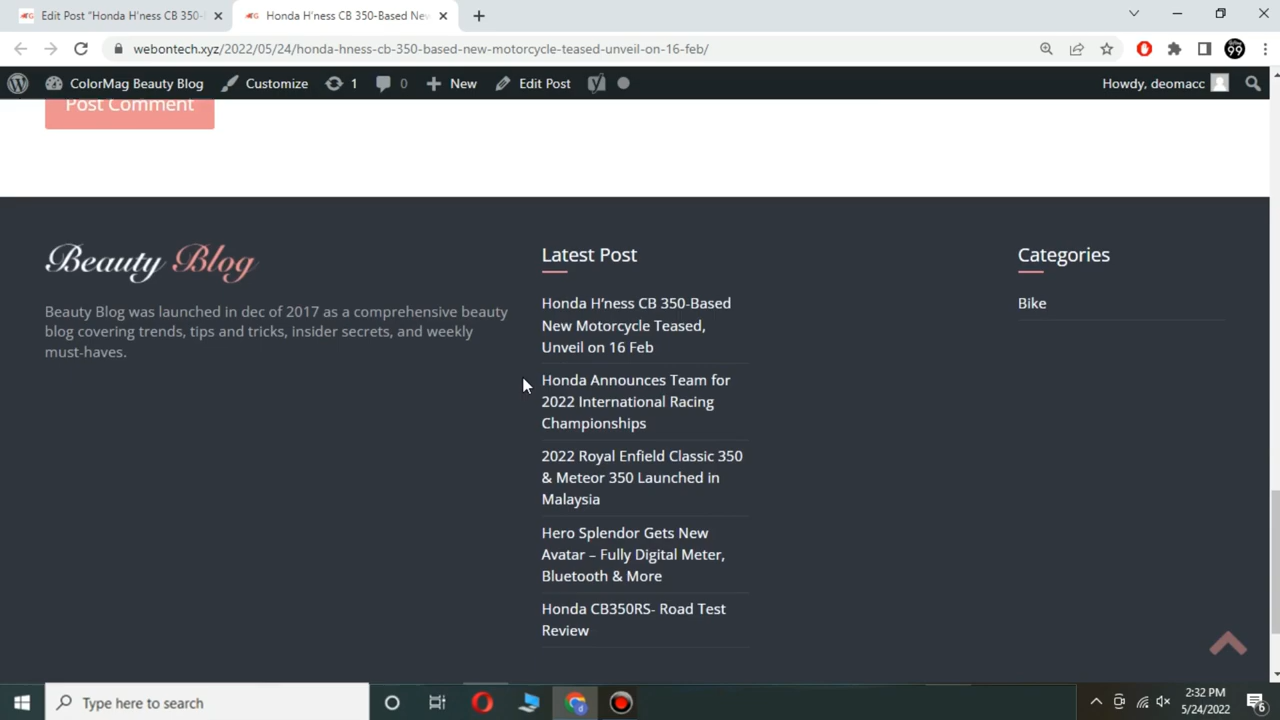 Edit Post “Honda H’ness CB 350-
Honda H'ness CB 350-Based New
webontech.xyz/2022/05/24/honda-hness-cb-350-based-new-motorcycle-teased-unveil-on-16-feb/
99
ColorMag Beauty Blog
Customize
1
0
New
Edit Post
Howdy, deomacc
Post Comment
Beauty Blog
Beauty Blog was launched in dec of 2017 as a comprehensive beauty
blog covering trends, tips and tricks, insider secrets, and weekly
must-haves.
Latest Post
Honda H’ness CB 350-Based
New Motorcycle Teased,
Unveil on 16 Feb
Honda Announces Team for
2022 International Racing
Championships
2022 Royal Enfield Classic 350
& Meteor 350 Launched in
Malaysia
Hero Splendor Gets New
Avatar – Fully Digital Meter,
Bluetooth & More
Honda CB350RS- Road Test
Review
Categories
Bike
Type here to search
2:32 PM
5/24/2022
6